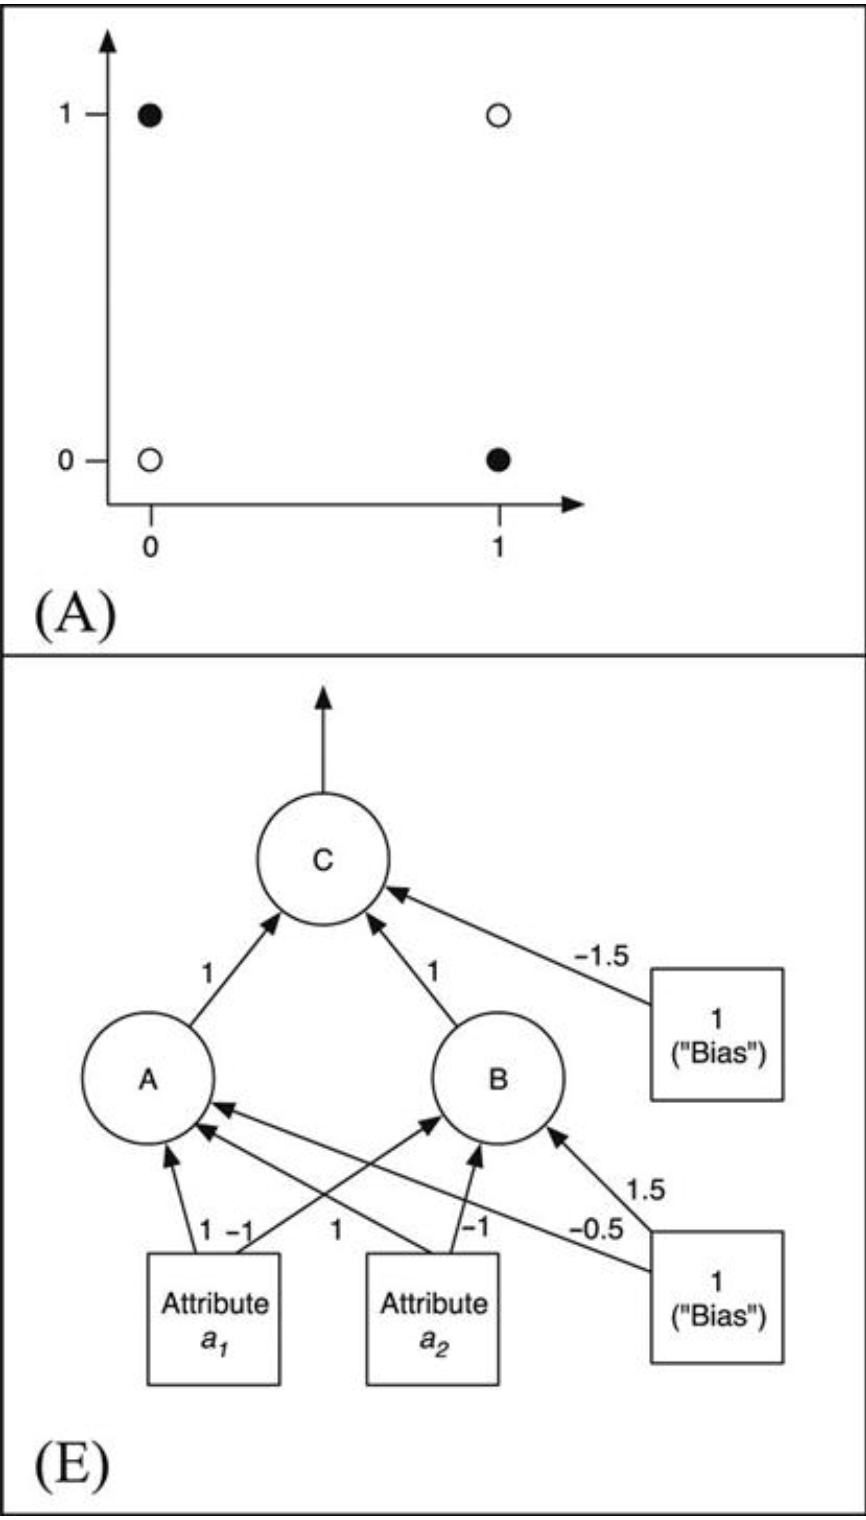 1
0
0
1
(A)
C
-1.5
1
1
1
("Bias")
A
B
1.5
1
-1
1
-1
-0.5
Attribute
a1
Attribute
a2
1
("Bias")
(E)